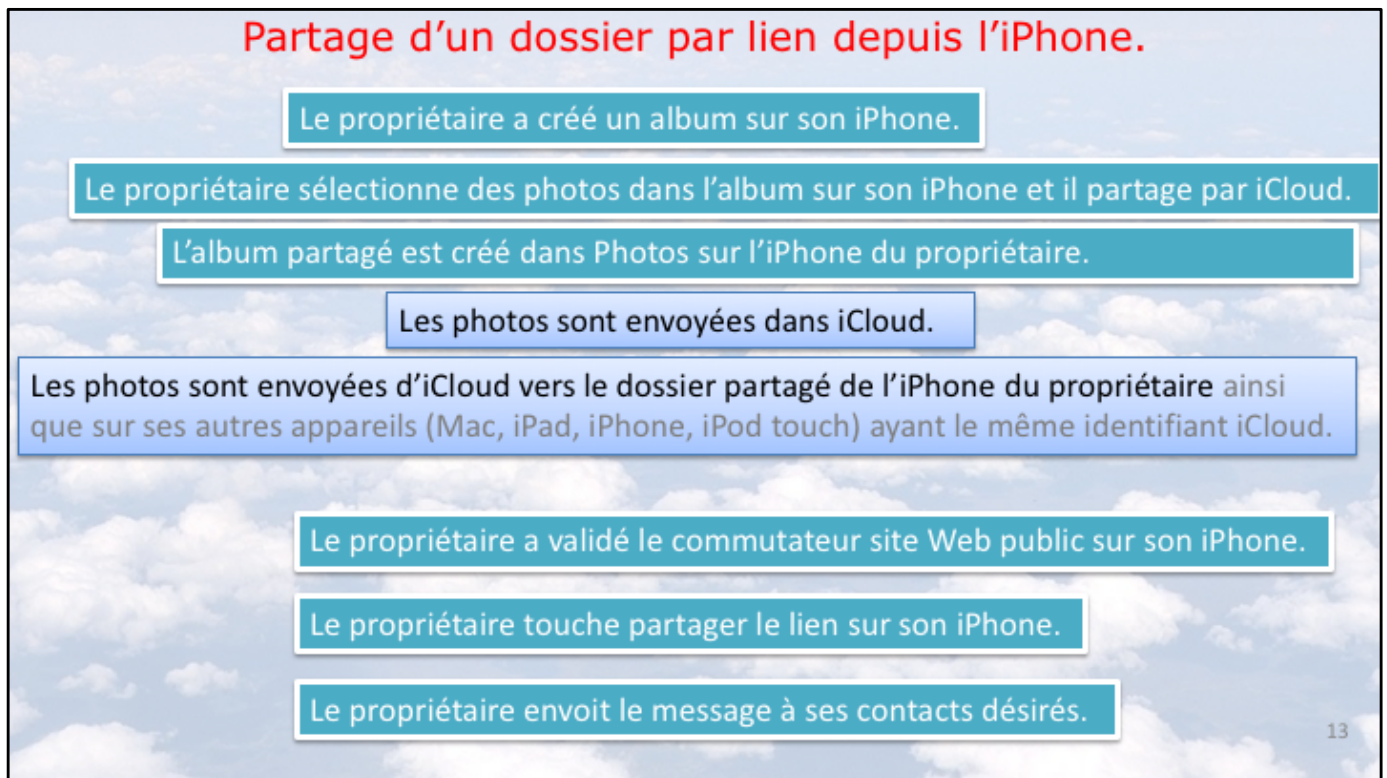 Partage d’un dossier par lien depuis l’iPhone.
Le propriétaire a créé un album sur son iPhone.
Le propriétaire sélectionne des photos dans l’album sur son iPhone et il partage par iCloud.
L’album partagé est créé dans Photos sur l’iPhone du propriétaire.
Les photos sont envoyées dans iCloud.
Les photos sont envoyées d’iCloud vers le dossier partagé de l’iPhone du propriétaire ainsi
que sur ses autres appareils (Mac, iPad, iPhone, iPod touch) ayant le même identifiant iCloud.
Le propriétaire a validé le commutateur site Web public sur son iPhone.
Le propriétaire touche partager le lien sur son iPhone.
Le propriétaire envoit le message à ses contacts désirés.
13